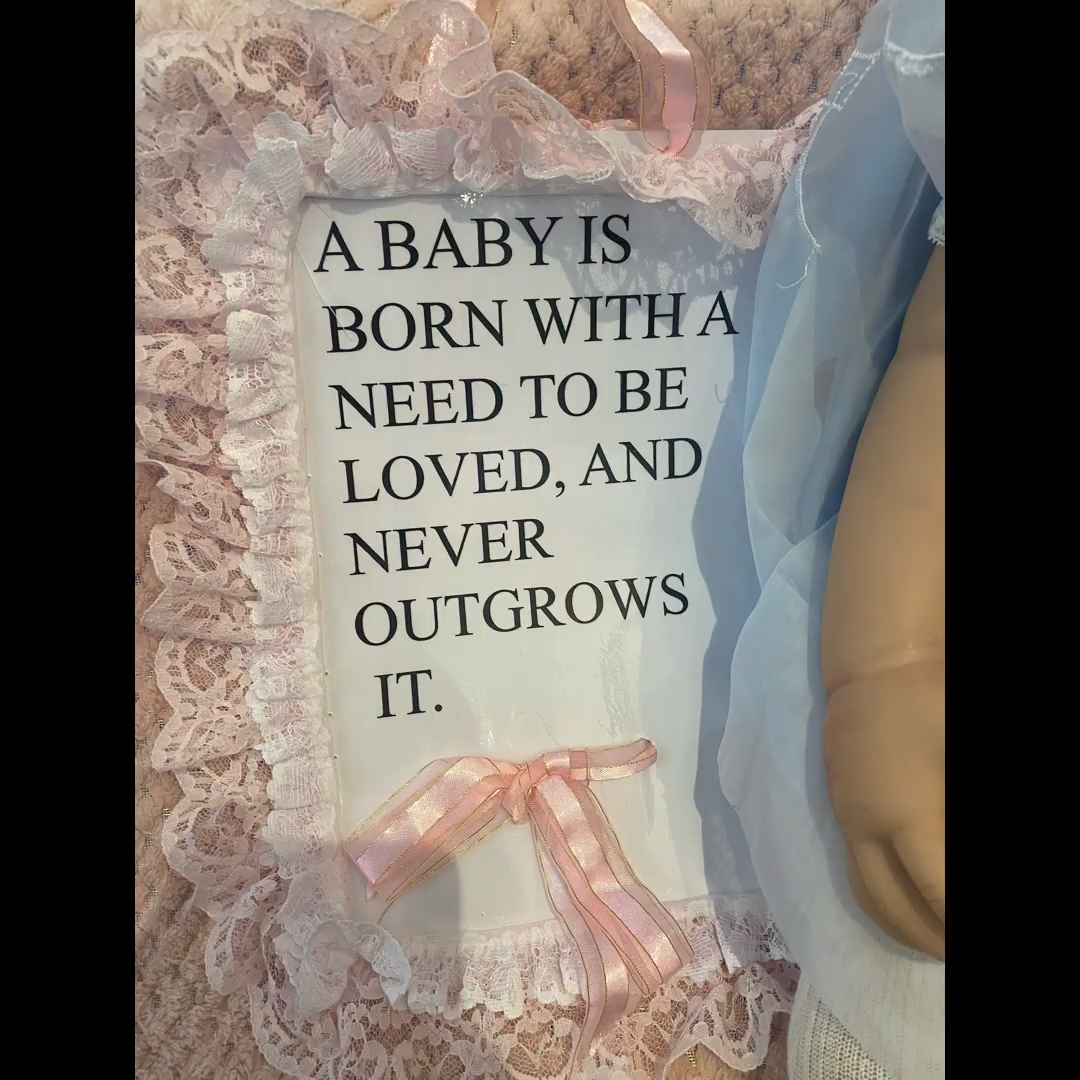 A BABY IS
BORN WITH A
NEED TO BE
LOVED, AND
NEVER
OUTGROWS
IT.